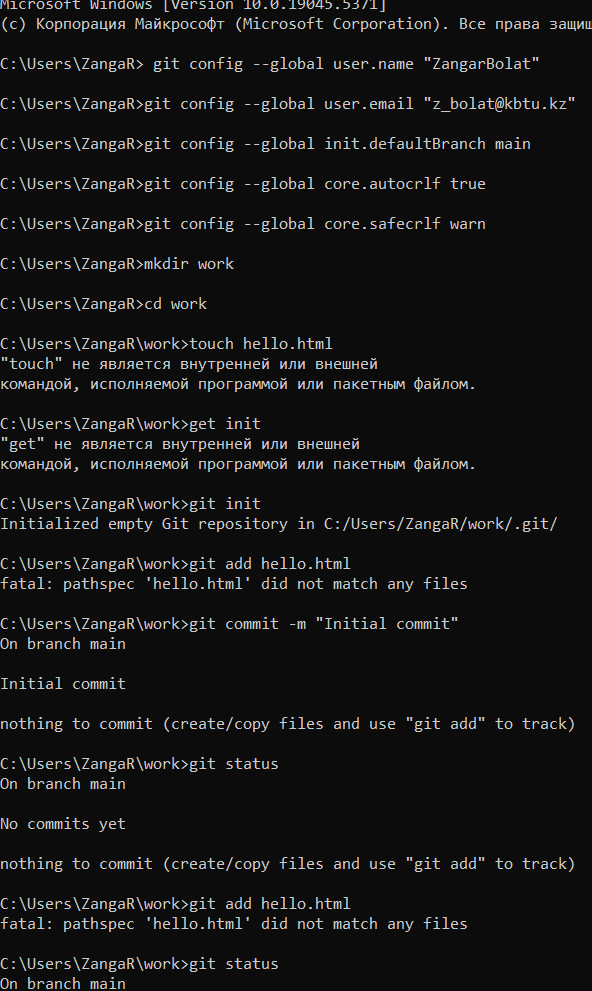 Microsoft Windows [Version 10.0.19045.5371]
(c) Корпорация Майкрософт (Microsoft Corporation). Все права защищ
C:\Users\ZangaR> git config --global user.name "ZangarBolat"
C:\Users\ZangaR>git config --global user.email "z_bolat@kbtu.kz"
C:\Users\ZangaR>git config --global init.defaultBranch main
C:\Users\ZangaR>git config --global core.autocrlf true
C:\Users\ZangaR>git config --global core.safecrlf warn
C:\Users\ZangaR>mkdir work
C:\Users\ZangaR>cd work
C:\Users\ZangaR\work>touch hello.html
"touch" не является внутренней или внешней
командой, исполняемой программой или пакетным файлом.
C:\Users\ZangaR\work>get init
"get" не является внутренней или внешней
командой, исполняемой программой или пакетным файлом.
C:\Users\ZangaR\work>git init
Initialized empty Git repository in C:/Users/ZangaR/work/.git/
C:\Users\ZangaR\work>git add hello.html
fatal: pathspec 'hello.html' did not match any files
C:\Users\ZangaR\work>git commit -m "Initial commit"
On branch main
Initial commit
nothing to commit (create/copy files and use "git add" to track)
C:\Users\ZangaR\work>git status
On branch main
No commits yet
nothing to commit (create/copy files and use "git add" to track)
C:\Users\ZangaR\work>git add hello.html
fatal: pathspec 'hello.html' did not match any files
C:\Users\ZangaR\work>git status
On branch main